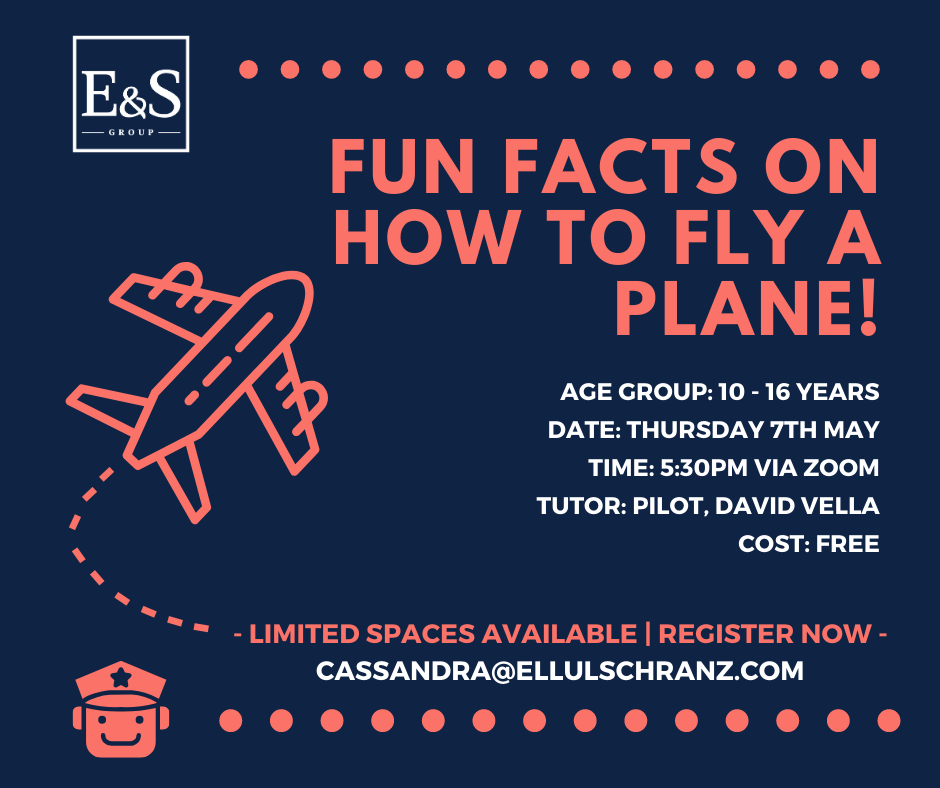 E&S
GROUP
FUN FACTS ON
HOW TO FLY A
PLANE!
AGE GROUP: 10 - 16 YEARS
DATE: THURSDAY 7TH MAY
TIME: 5:30PM VIA ZOOM
TUTOR: PILOT, DAVID VELLA
COST: FREE
- LIMITED SPACES AVAILABLE | REGISTER NOW -
CASSANDRA@ELLULSCHRANZ.COM